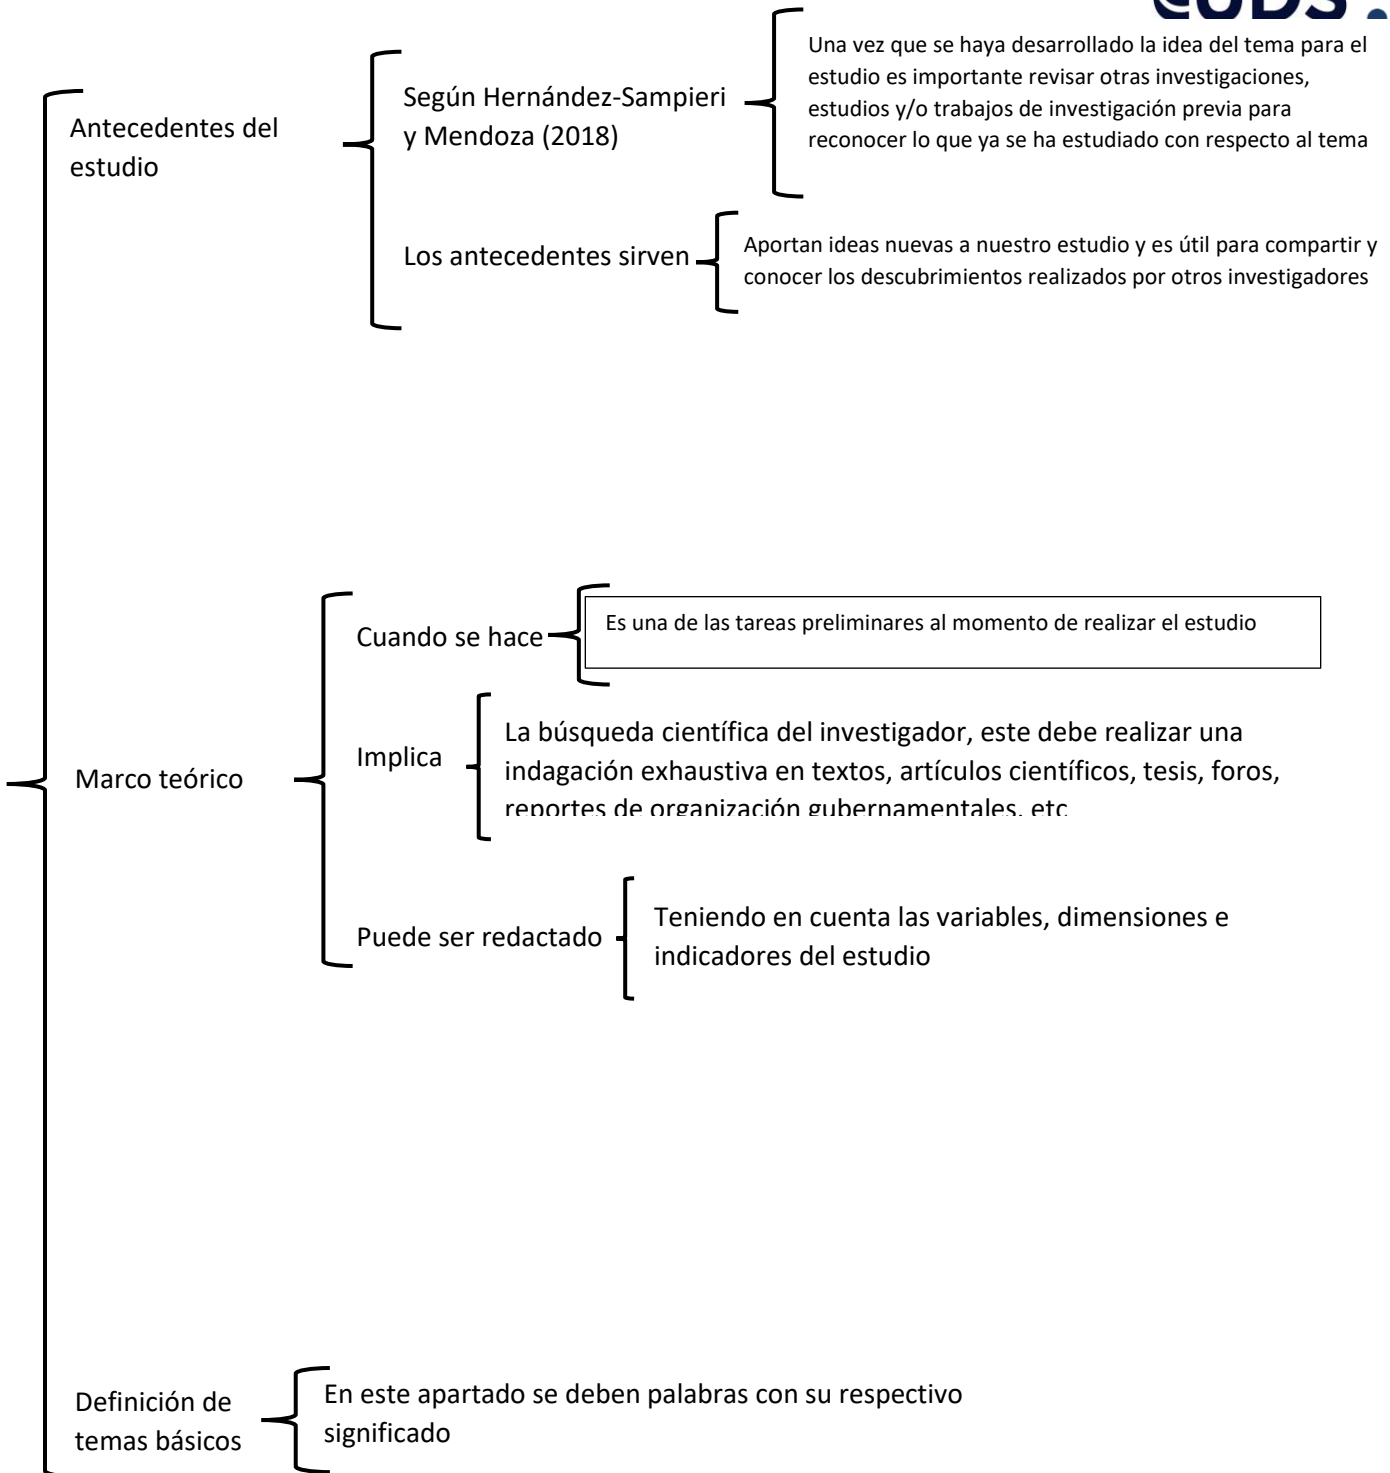 Una vez que se haya desarrollado la idea del tema para el
estudio es importante revisar otras investigaciones,
estudios y/o trabajos de investigación previa para
reconocer lo que ya se ha estudiado con respecto al tema
Según Hernández-Sampieri
y Mendoza (2018)
Antecedentes del
estudio
Los antecedentes sirven
Aportan ideas nuevas a nuestro estudio y es útil para compartir y
conocer los descubrimientos realizados por otros investigadores
Cuando se hace
Es una de las tareas preliminares al momento de realizar el estudio
Marco teórico
Implica
La búsqueda científica del investigador, este debe realizar una
indagación exhaustiva en textos, artículos científicos, tesis, foros,
reportes de organización gubernamentales, etc
Puede ser redactado
Teniendo en cuenta las variables, dimensiones e
indicadores del estudio
Definición de
temas básicos
En este apartado se deben palabras con su respectivo
significado